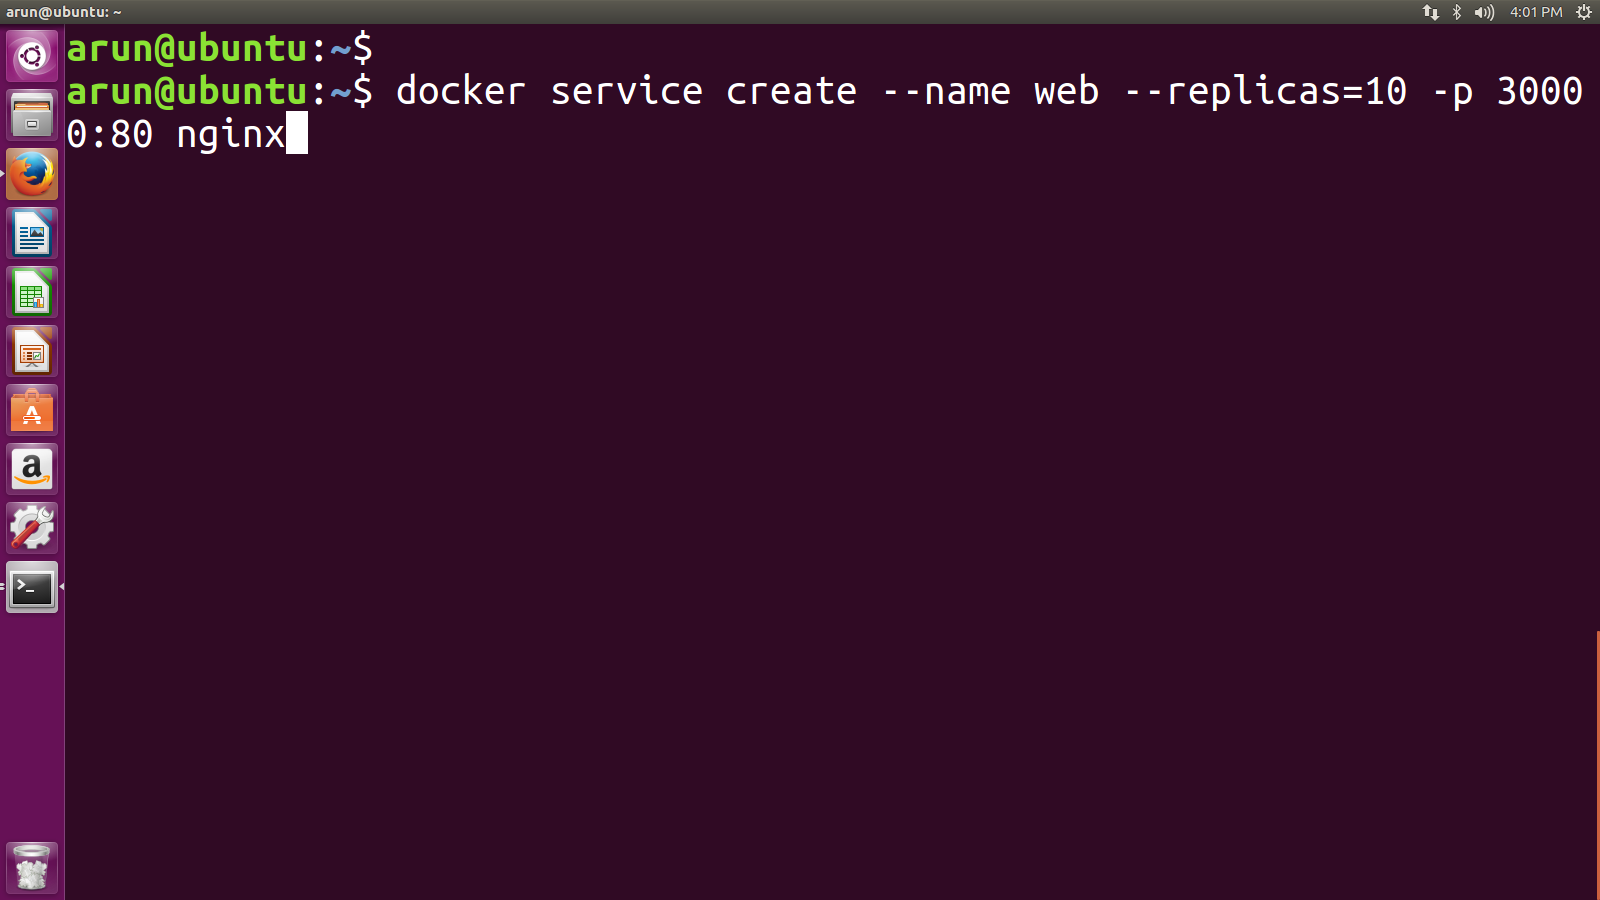 arun@ubuntu: ~
4:01 PM
arun@ubuntu:~$
arun@ubuntu:~$ docker service create --name web --replicas=10 -p 3000
0:80 nginx